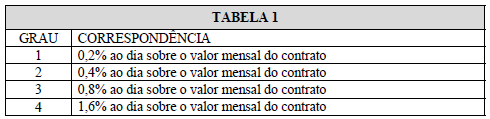 TABELA 1
GRAU CORRESPONDÊNCIA
1 0,2% ao dia sobre o valor mensal do contrato
2 0,4% ao dia sobre o valor mensal do contrato
3 0,8% ao dia sobre o valor mensal do contrato
4 1,6% ao dia sobre o valor mensal do contrato